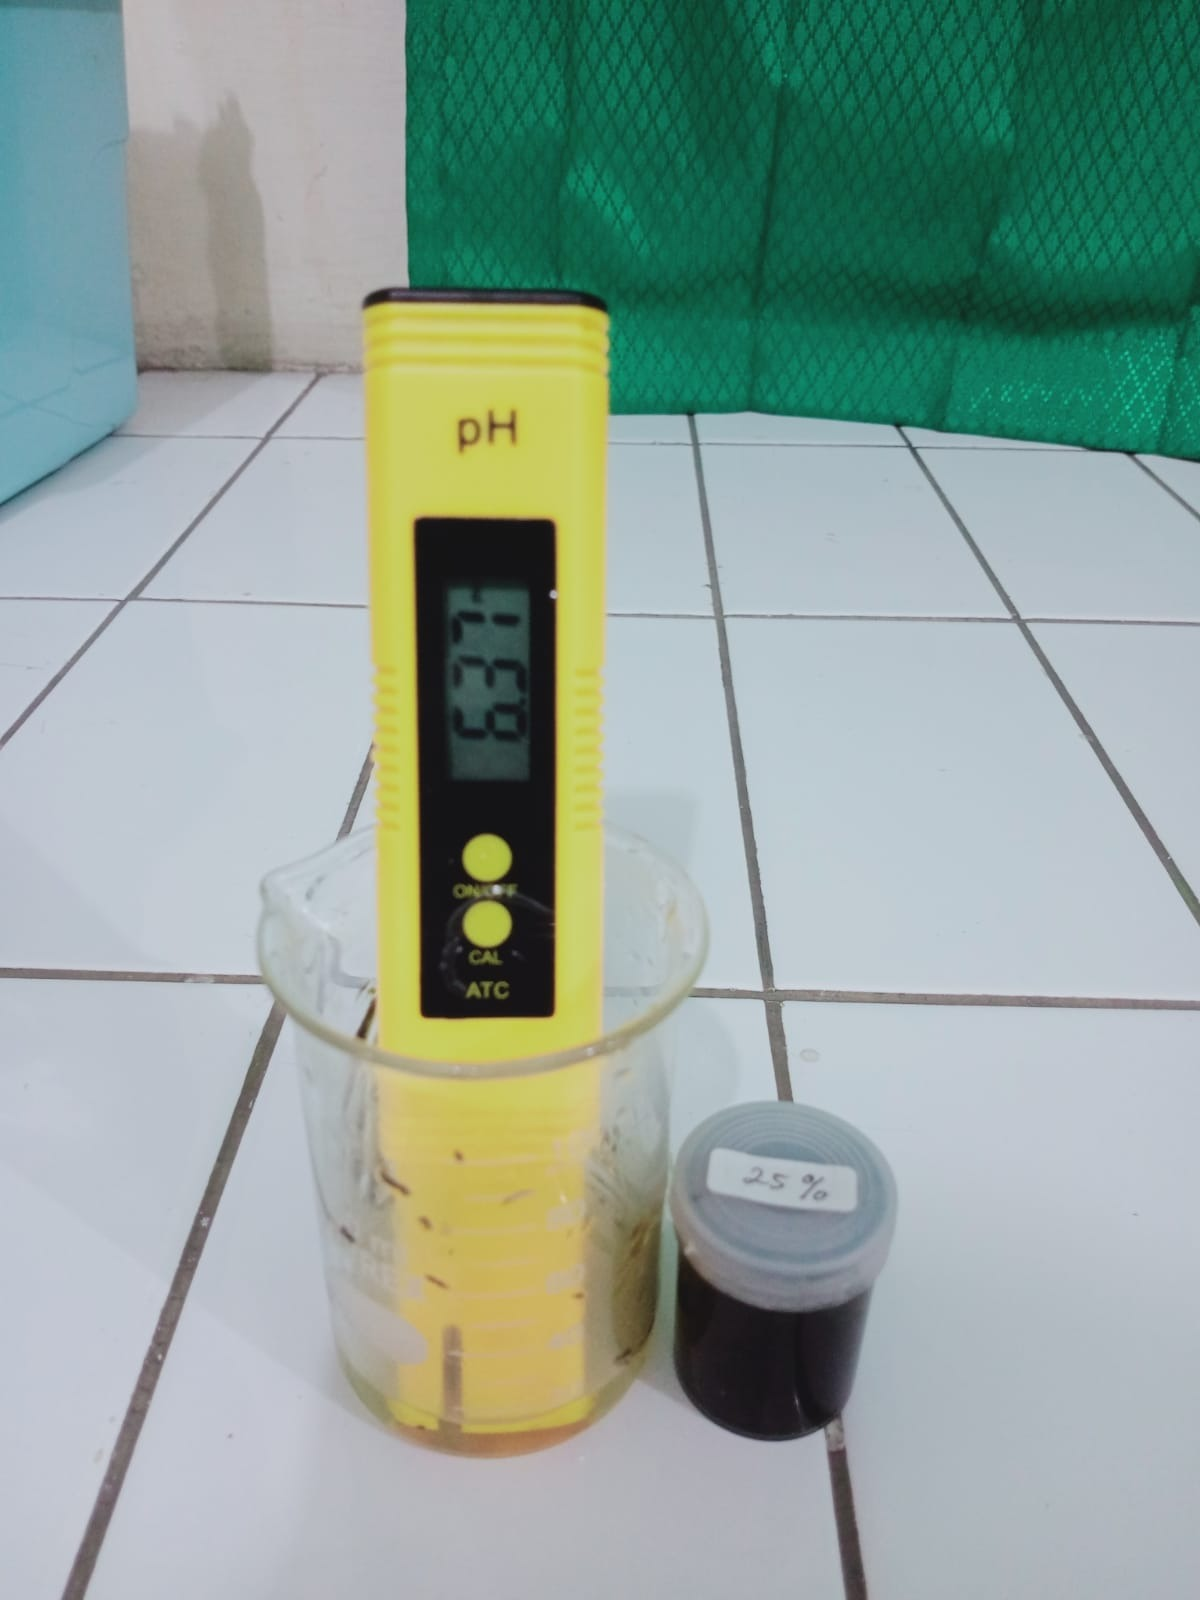 pH
6.37
ON/OFF
CAL
ATC
25%